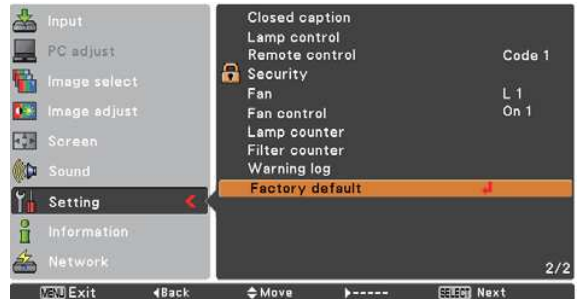 Input
PC adjust
Image select
Image adjust
Screen
Sound
Setting
Information
Network
Closed caption
Lamp control
Remote control Code 1
Security
Fan L 1
Fan control On 1
Lamp counter
Filter counter
Warning log
Factory default
2/2
MENU Exit Back Move ----- SELECT Next